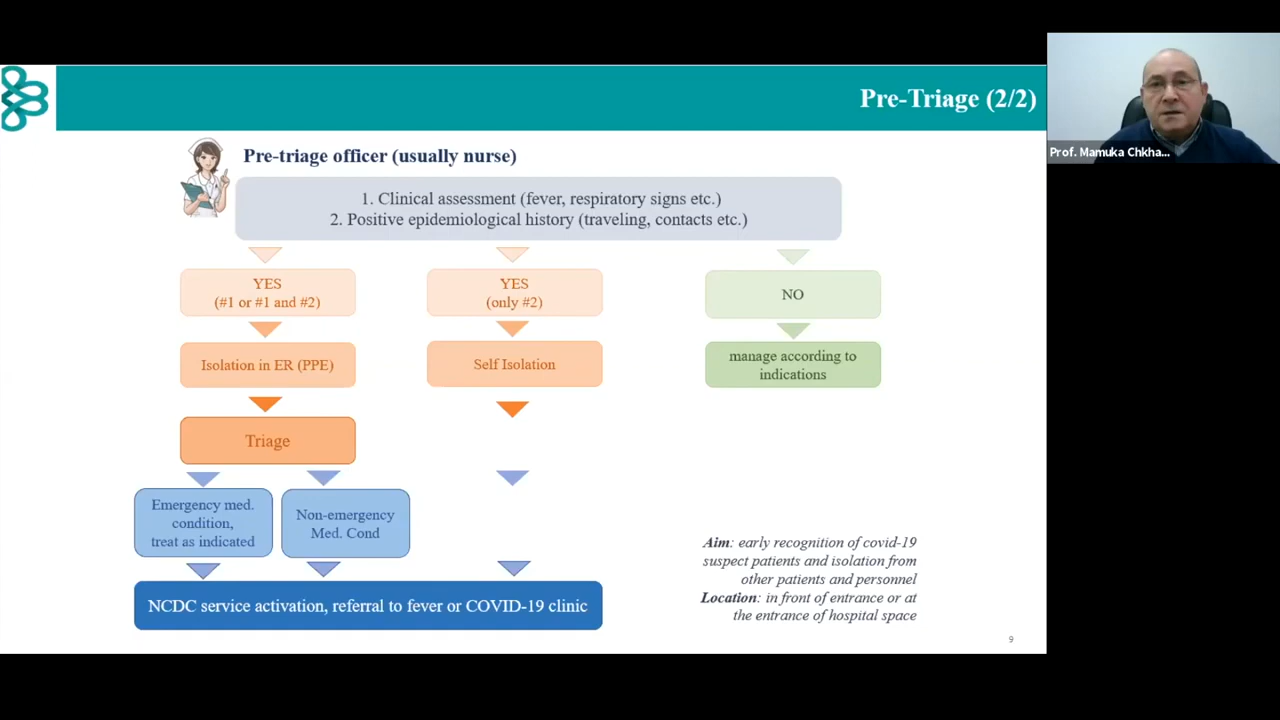 Pre-Triage (2/2)
Prof. Mamuka Chkha...
Pre-triage officer (usually nurse)
1. Clinical assessment (fever, respiratory signs etc.)
2. Positive epidemiological history (traveling, contacts etc.)
YES
(#1 or #1 and #2)
YES
(only #2)
NO
Isolation in ER (PPE)
Self Isolation
manage according to
indications
Triage
Emergency med.
condition,
treat as indicated
Non-emergency
Med. Cond
NCDC service activation, referral to fever or COVID-19 clinic
Aim: early recognition of covid-19
suspect patients and isolation from
other patients and personnel
Location: in front of entrance or at
the entrance of hospital space
9